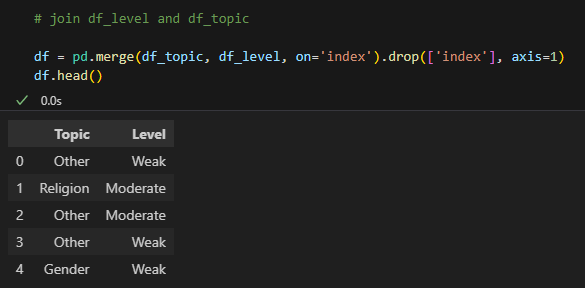 # join df_level and df_topic
df = pd.merge(df_topic, df_level, on='index').drop(['index'], axis=1)
df.head()
✓ 0.0s
Topic Level
0 Other Weak
1 Religion Moderate
2 Other Moderate
3 Other Weak
4 Gender Weak